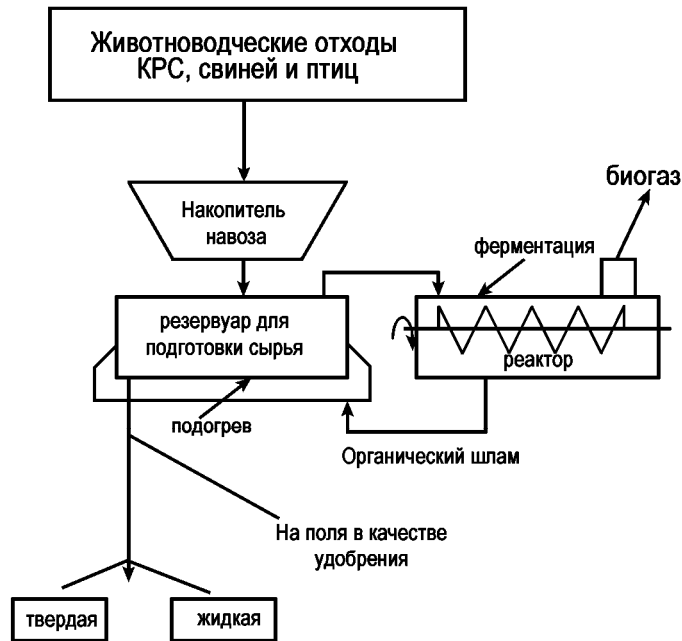 Животноводческие отходы
КРС, свиней и птиц
Накопитель
навоза
биогаз
ферментация
резервуар для
подготовки сырья
реактор
подогрев
Органический шлам
На поля в качестве
удобрения
твердая
жидкая